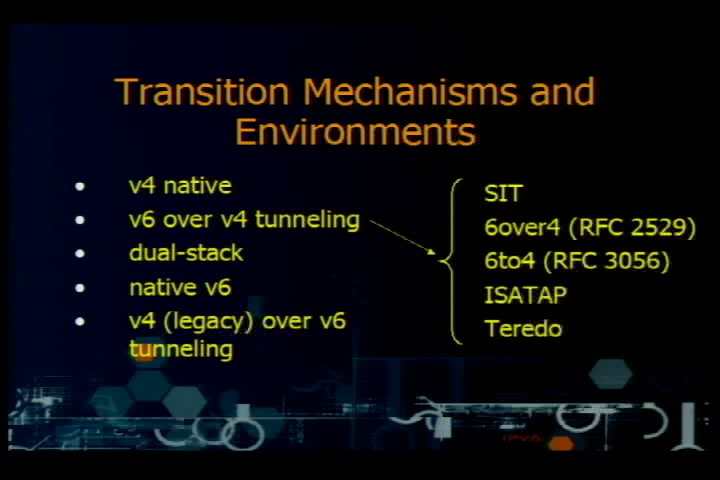 Transition Mechanisms and
Environments
• v4 native
• v6 over v4 tunneling
• dual-stack
• native v6
• v4 (legacy) over v6
tunneling
SIT
6over4 (RFC 2529)
6to4 (RFC 3056)
ISATAP
Teredo
IPV6